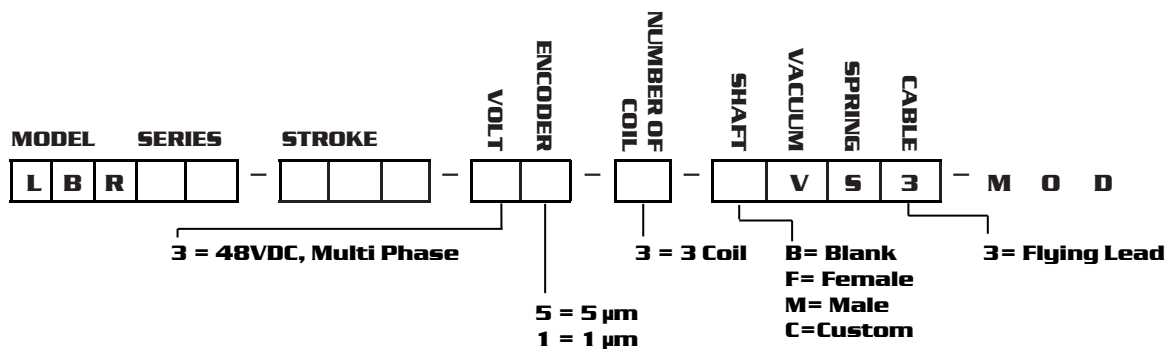 MODEL SERIES STROKE VOLT ENCODER NUMBER OF COIL SHAFT VACUUM SPRING CABLE
L B R - - - V S 3 - M O D
3 = 48VDC, Multi Phase
5 = 5 µm
1 = 1 µm
3 = 3 Coil
B= Blank
F= Female
M= Male
C=Custom
3= Flying Lead